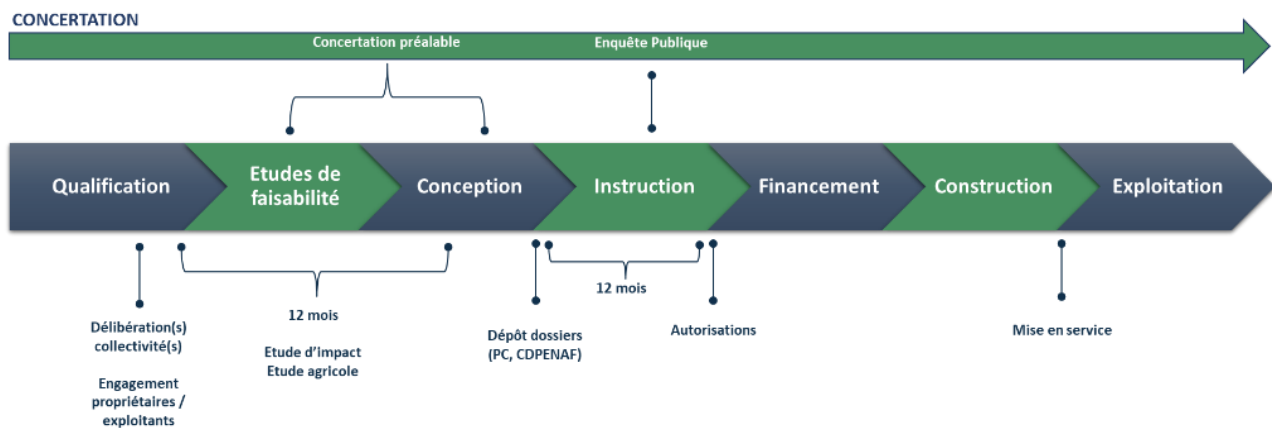 CONCERTATION
Concertation préalable
Enquête Publique
Qualification
Etudes de
faisabilité
Conception
Instruction
Financement
Construction
Exploitation
Délibération(s)
collectivité(s)
Engagement
propriétaires /
exploitants
12 mois
Etude d'impact
Etude agricole
Dépôt dossiers
(PC, CDPENAF)
12 mois
Autorisations
Mise en service